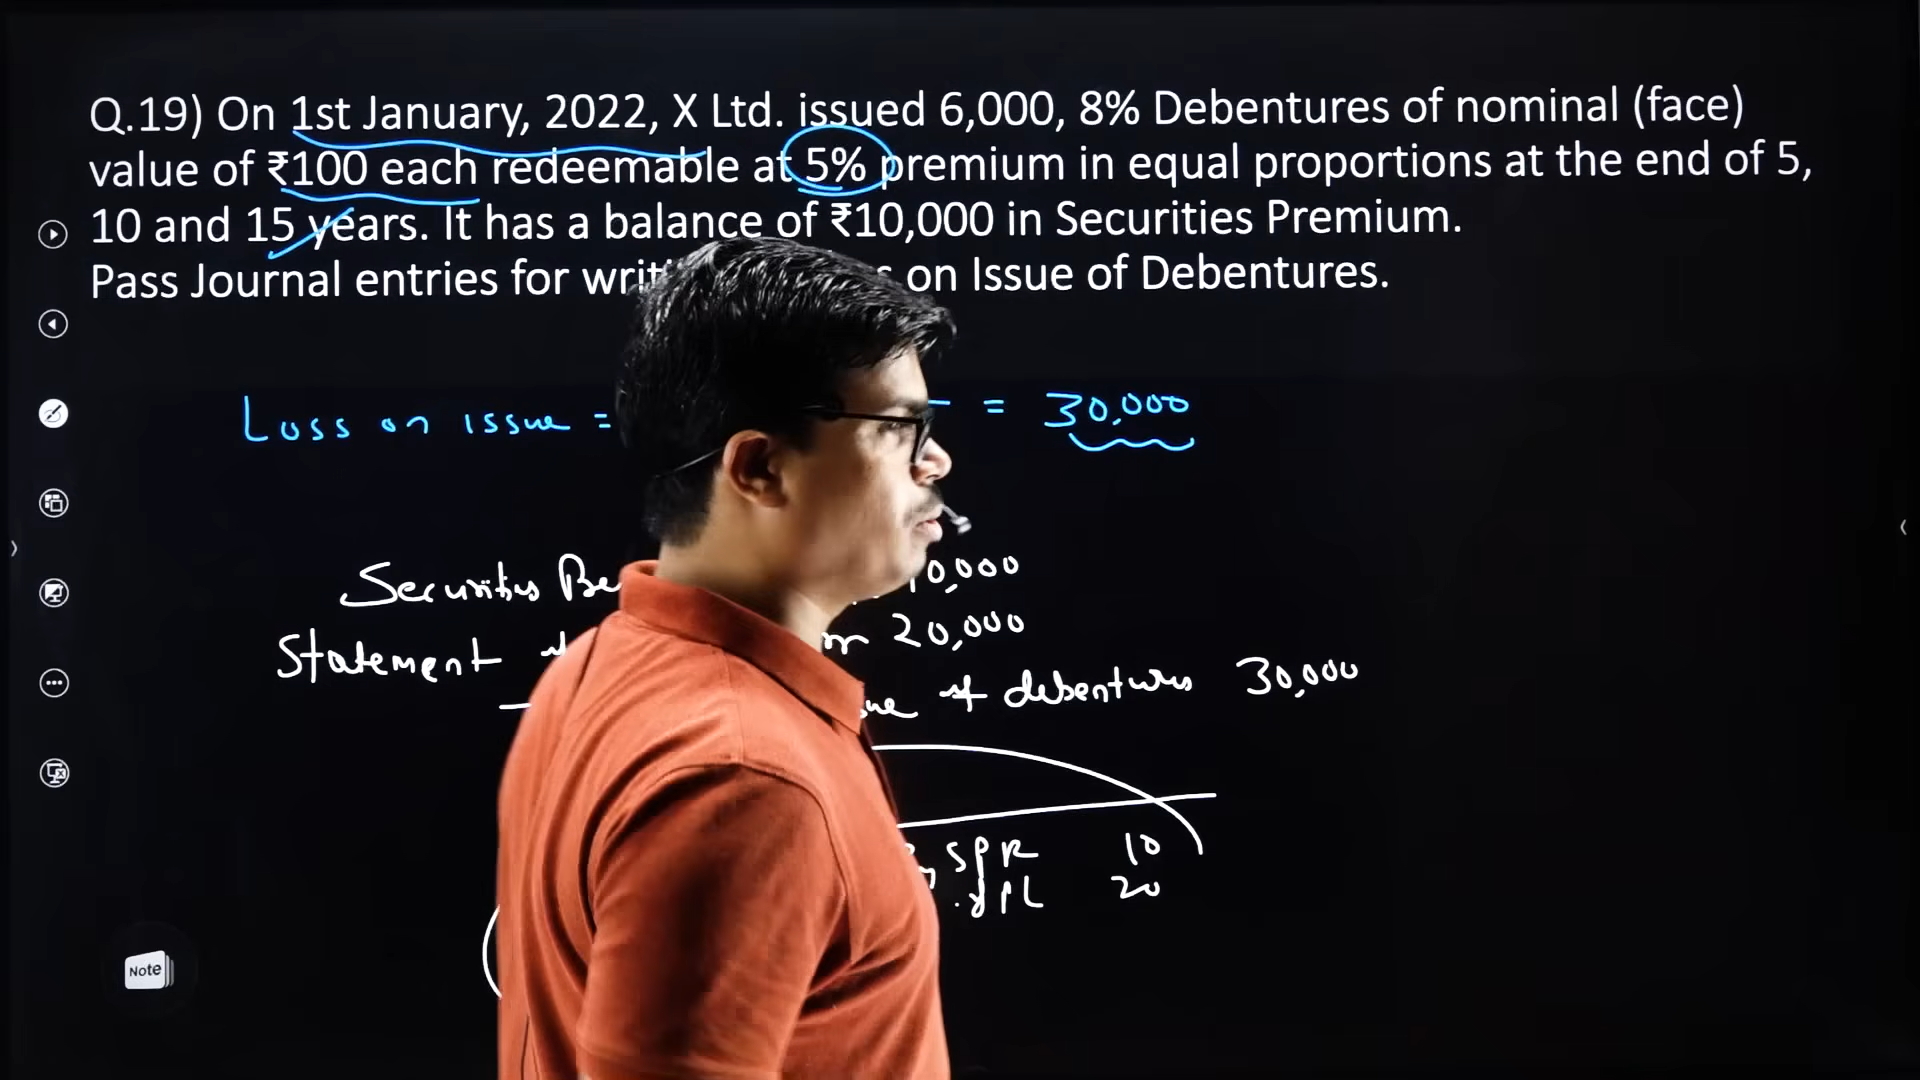 Q.19) On 1st January, 2022, X Ltd. issued 6,000, 8% Debentures of nominal (face)
value of ₹100 each redeemable at 5% premium in equal proportions at the end of 5,
10 and 15 years. It has a balance of ₹10,000 in Securities Premium.
Pass Journal entries for on Issue of Debentures.
Loss on issue = = 30,000
Securities 10,000
Statement 20,000
of debentures 30,000
SPR 10
20
Note